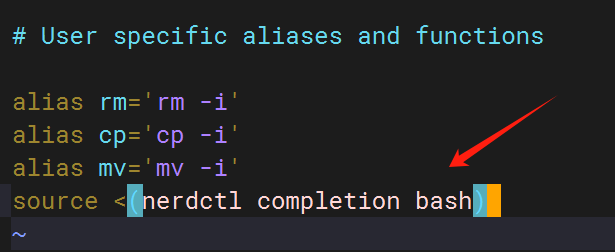 # User specific aliases and functions
alias rm='rm -i'
alias cp='cp -i'
alias mv='mv -i'
source <(nerdctl completion bash)
~